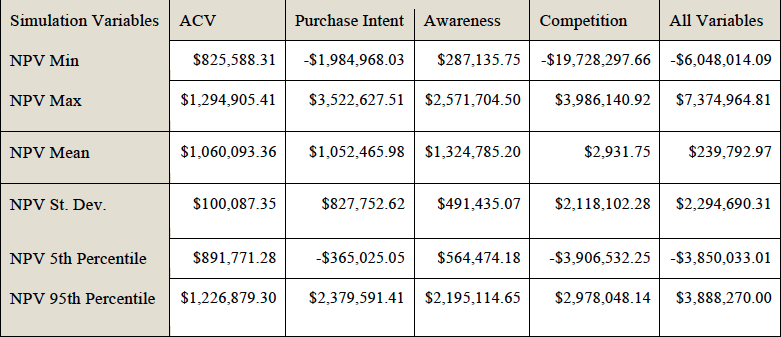 Simulation Variables ACV Purchase Intent Awareness Competition All Variables
NPV Min $825,588.31 -$1,984,968.03 $287,135.75 -$19,728,297.66 -$6,048,014.09
NPV Max $1,294,905.41 $3,522,627.51 $2,571,704.50 $3,986,140.92 $7,374,964.81
NPV Mean $1,060,093.36 $1,052,465.98 $1,324,785.20 $2,931.75 $239,792.97
NPV St. Dev. $100,087.35 $827,752.62 $491,435.07 $2,118,102.28 $2,294,690.31
NPV 5th Percentile $891,771.28 -$365,025.05 $564,474.18 -$3,906,532.25 -$3,850,033.01
NPV 95th Percentile $1,226,879.30 $2,379,591.41 $2,195,114.65 $2,978,048.14 $3,888,270.00